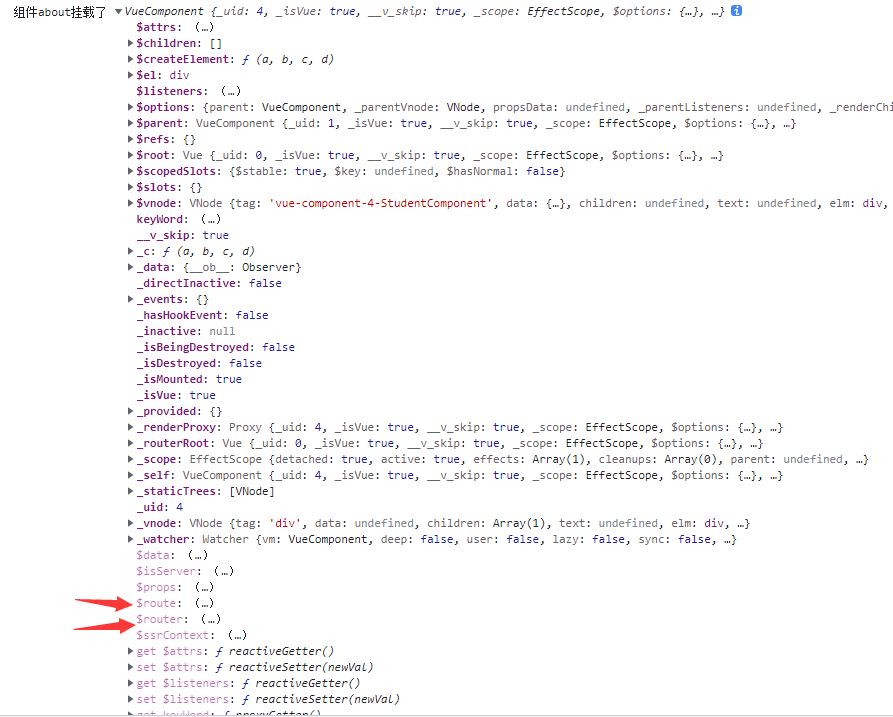 组件about挂载了 ▼VueComponent {_uid: 4, _isVue: true, __v_skip: true, _scope: EffectScope, $options: {…}, …} i
$attrs: (…)
▶$children: []
▶$createElement: ƒ (a, b, c, d)
▶$el: div
$listeners: (…)
▶$options: {parent: VueComponent, _parentVnode: VNode, propsData: undefined, _parentListeners: undefined, _renderChi
▶$parent: VueComponent {_uid: 1, _isVue: true, __v_skip: true, _scope: EffectScope, $options: {…}, …}
▶$refs: {}
▶$root: Vue {_uid: 0, _isVue: true, __v_skip: true, _scope: EffectScope, $options: {…}, …}
▶$scopedSlots: {$stable: true, $key: undefined, $hasNormal: false}
▶$slots: {}
▶$vnode: VNode {tag: 'vue-component-4-StudentComponent', data: {…}, children: undefined, text: undefined, elm: div,
keyWord: (…)
__v_skip: true
▶_c: ƒ (a, b, c, d)
▶_data: {__ob__: Observer}
_directInactive: false
▶_events: {}
_hasHookEvent: false
_inactive: null
_isBeingDestroyed: false
_isDestroyed: false
_isMounted: true
_isVue: true
▶_provided: {}
▶_renderProxy: Proxy {_uid: 4, _isVue: true, __v_skip: true, _scope: EffectScope, $options: {…}, …}
▶_routerRoot: Vue {_uid: 0, _isVue: true, __v_skip: true, _scope: EffectScope, $options: {…}, …}
▶_scope: EffectScope {detached: true, active: true, effects: Array(1), cleanups: Array(0), parent: undefined, …}
▶_self: VueComponent {_uid: 4, _isVue: true, __v_skip: true, _scope: EffectScope, $options: {…}, …}
▶_staticTrees: [VNode]
_uid: 4
▶_vnode: VNode {tag: 'div', data: undefined, children: Array(1), text: undefined, elm: div, …}
▶_watcher: Watcher {vm: VueComponent, deep: false, user: false, lazy: false, sync: false, …}
$data: (…)
$isServer: (…)
$props: (…)
$route: (…)
$router: (…)
$ssrContext: (…)
▶get $attrs: ƒ reactiveGetter()
▶set $attrs: ƒ reactiveSetter(newVal)
▶get $listeners: ƒ reactiveGetter()
▶set $listeners: ƒ reactiveSetter(newVal)
▶get keyWord: ƒ proxyGetter()